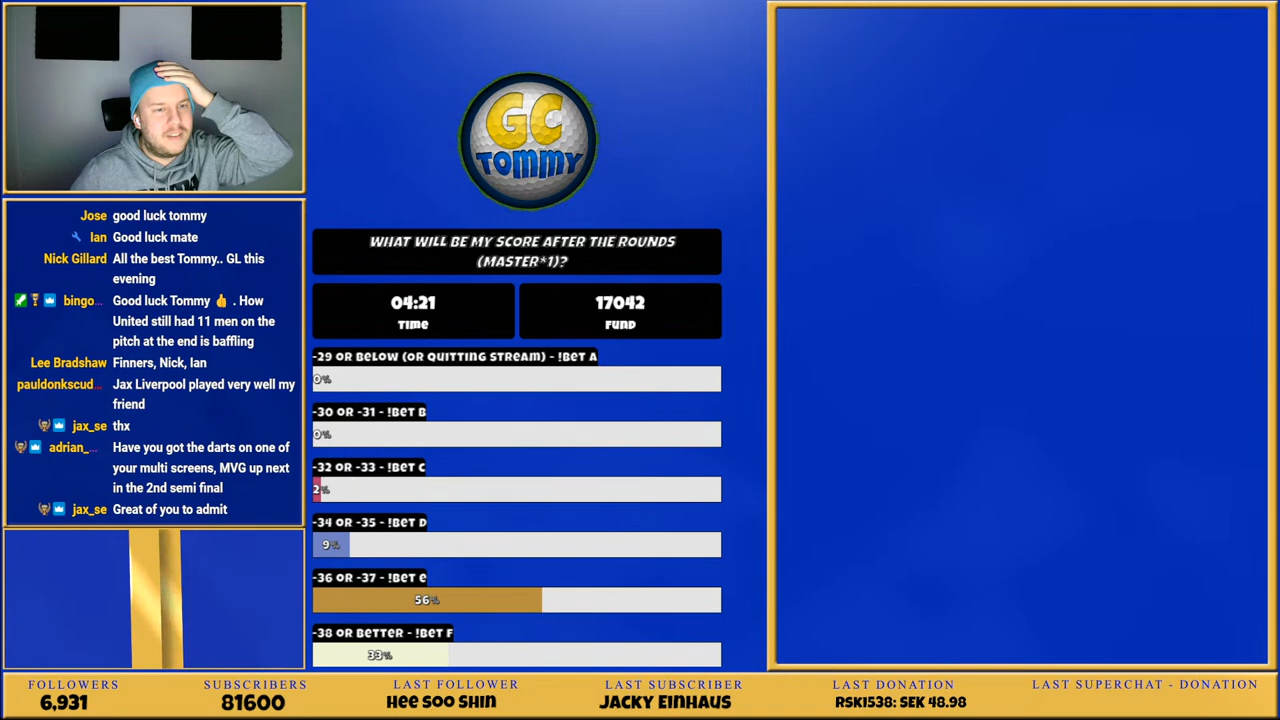 GC
TOMMY
Jose good luck tommy
Ian Good luck mate
Nick Gillard All the best Tommy.. GL this
evening
bingo... Good luck Tommy 👍 . How
United still had 11 men on the
pitch at the end is baffling
Lee Bradshaw Finners, Nick, Ian
pauldonkscud... Jax Liverpool played very well my
friend
jax_se thx
adrian_... Have you got the darts on one of
your multi screens, MVG up next
in the 2nd semi final
jax_se Great of you to admit
WHAT WILL BE MY SCORE AFTER THE ROUNDS
(MASTER*1)?
04:21
Time
17042
Fund
-29 or below (or quitting stream) - !bet A
0%
-30 or -31 - !bet B
0%
-32 or -33 - !bet C
2%
-34 or -35 - !bet D
9%
-36 or -37 - !bet e
56%
-38 or better - !bet F
33%
FOLLOWERS
6,931
SUBSCRIBERS
81600
LAST FOLLOWER
Hee Soo Shin
LAST SUBSCRIBER
Jacky Einhaus
LAST DONATION
RSKI538: SEK 48.98
LAST SUPERCHAT - DONATION